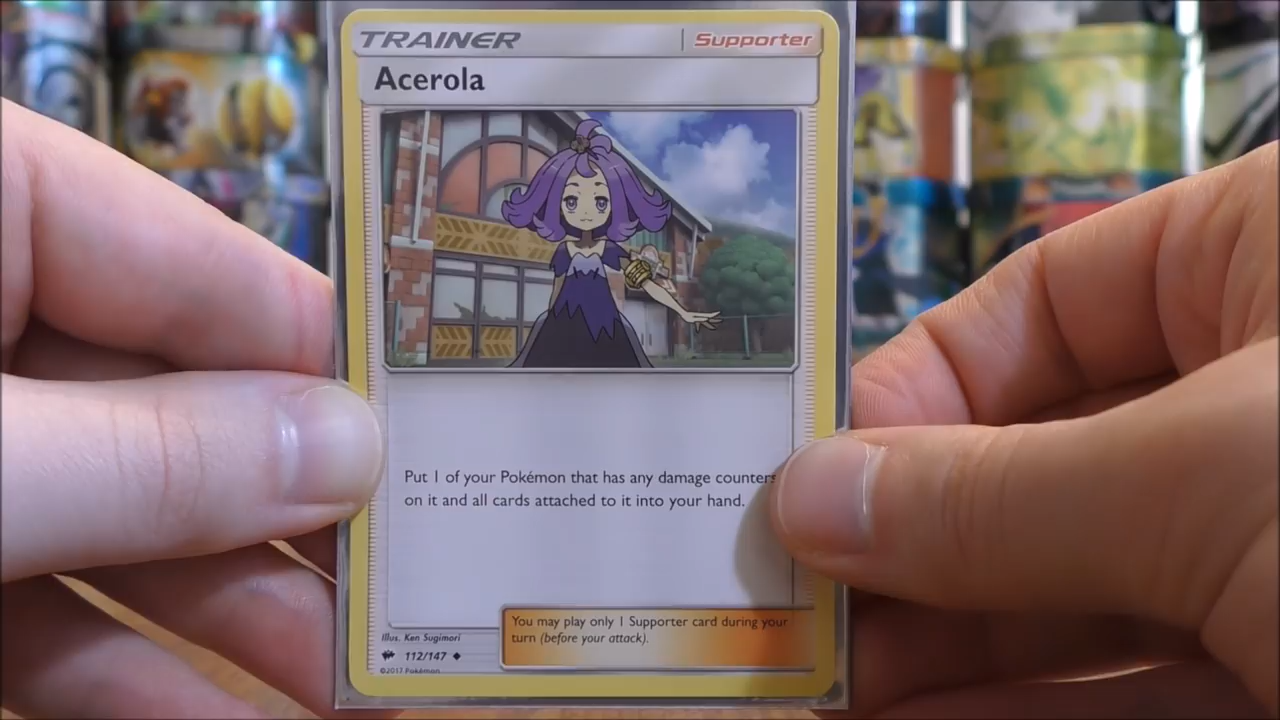 TRAINER
Supporter
Acerola
Put 1 of your Pokémon that has any damage counters
on it and all cards attached to it into your hand.
You may play only 1 Supporter card during your
turn (before your attack).
Illus. Ken Sugimori
112/147
©2017 Pokémon